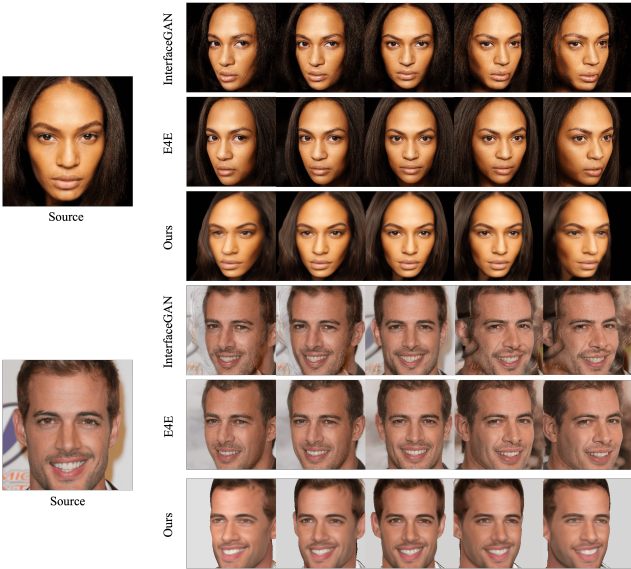 InterfaceGAN
E4E
Source
Ours
InterfaceGAN
E4E
Source
Ours